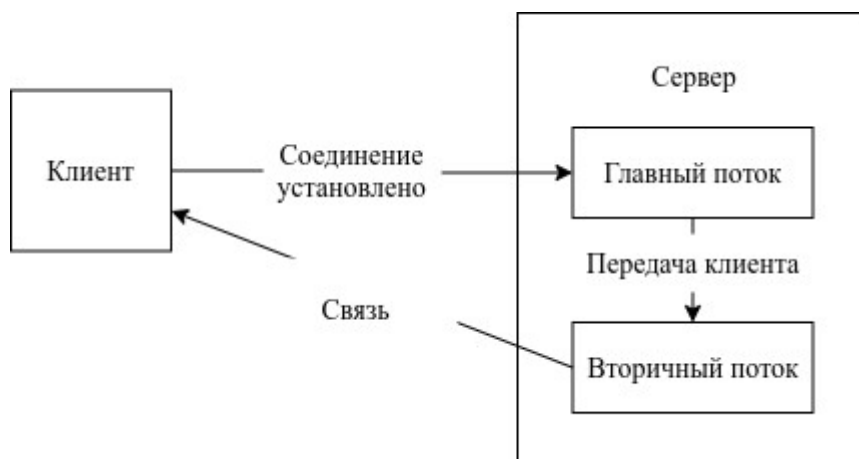 Сервер
Клиент
Соединение
установлено
Главный поток
Передача клиента
Связь
Вторичный поток